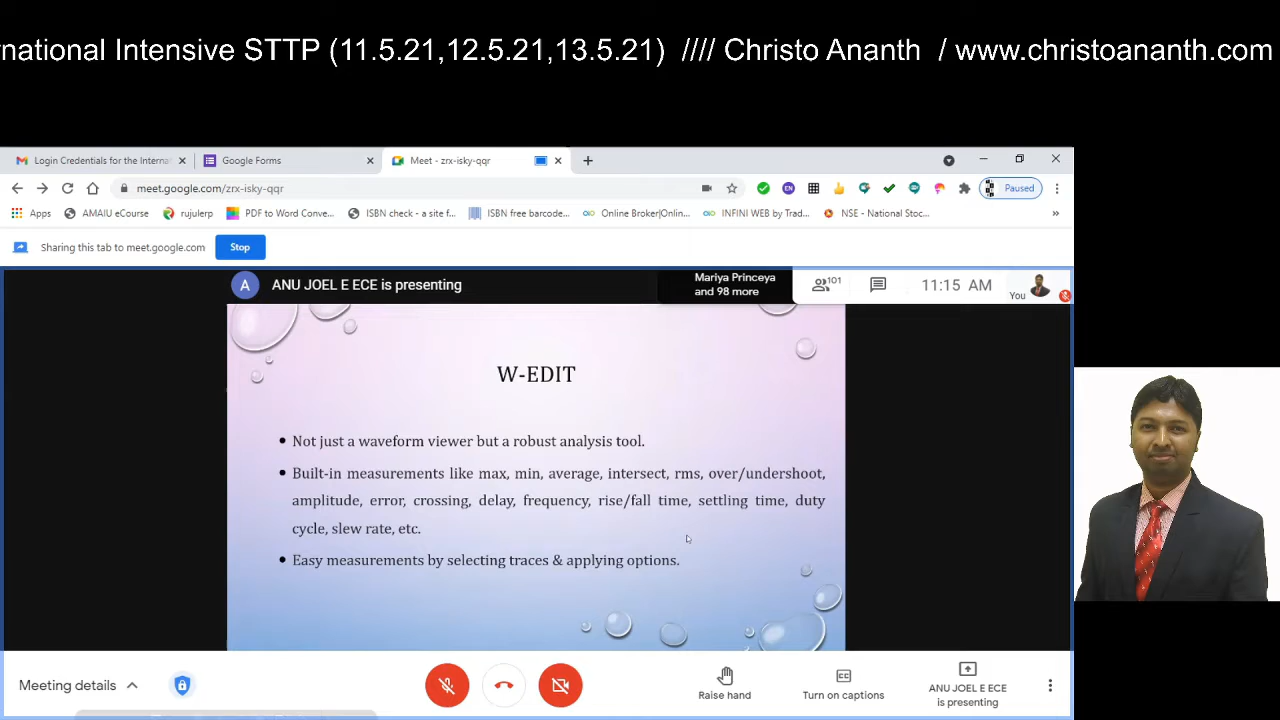 rnational Intensive STTP (11.5.21,12.5.21,13.5.21) //// Christo Ananth / www.christoananth.com
Login Credentials for the Interna
Google Forms
Meet - zrx-isky-qqr
meet.google.com/zrx-isky-qqr
EN
Paused
Apps AMAIU eCourse rujulerp PDF to Word Conve... ISBN check - a site f... ISBN free barcode... Online Broker|Onlin... INFINI WEB by Trad... NSE - National Stoc... »
Sharing this tab to meet.google.com Stop
A ANU JOEL E ECE is presenting
Mariya Princeya
and 98 more
101
11:15 AM
You
W-EDIT
• Not just a waveform viewer but a robust analysis tool.
• Built-in measurements like max, min, average, intersect, rms, over/undershoot,
amplitude, error, crossing, delay, frequency, rise/fall time, settling time, duty
cycle, slew rate, etc.
• Easy measurements by selecting traces & applying options.
Meeting details
Raise hand
Turn on captions
ANU JOEL E ECE
is presenting